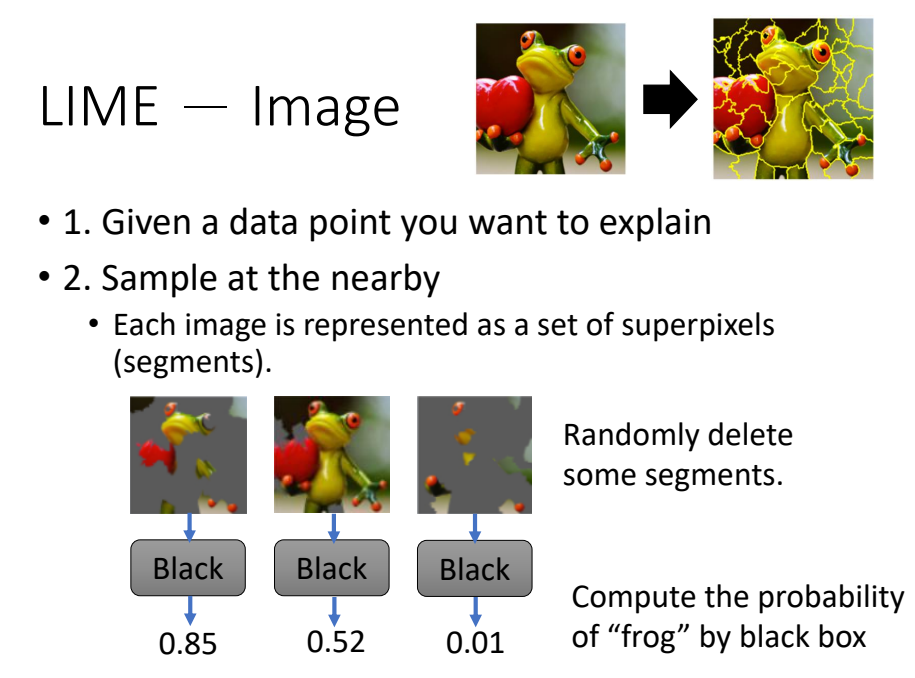 LIME － Image
• 1. Given a data point you want to explain
• 2. Sample at the nearby
• Each image is represented as a set of superpixels
(segments).
Randomly delete
some segments.
Black
Black
Black
0.85
0.52
0.01
Compute the probability
of “frog” by black box